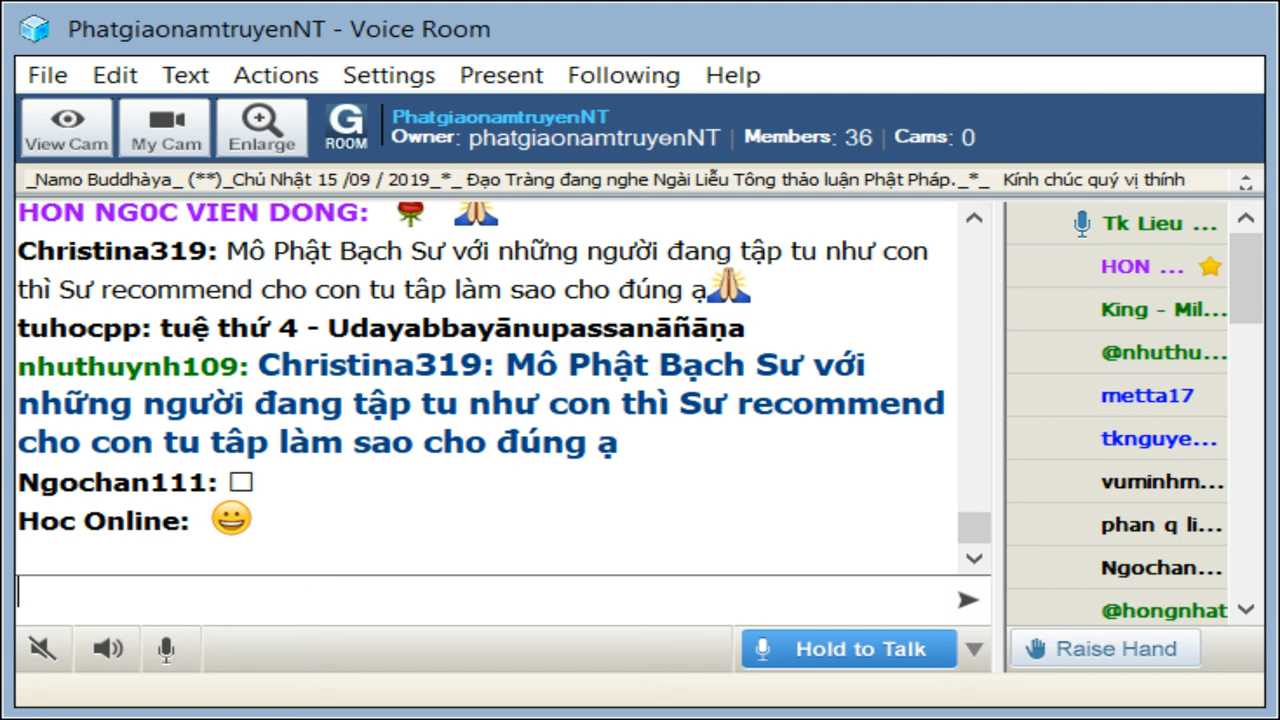 PhatgiaonamtruyenNT - Voice Room
File Edit Text Actions Settings Present Following Help
View Cam My Cam Enlarge G ROOM
PhatgiaonamtruyenNT
Owner: phatgiaonamtruyenNT | Members: 36 | Cams: 0
_Namo Buddhàya_ (**)_Chủ Nhật 15 /09 / 2019_*_ Đạo Tràng đang nghe Ngài Liễu Tông thảo luận Phật Pháp._*_ Kính chúc quý vị thính
HON NG0C VIEN DONG:
Christina319: Mô Phật Bạch Sư với những người đang tập tu như con
thì Sư recommend cho con tu tâp làm sao cho đúng ạ
tuhocpp: tuệ thứ 4 - Udayabbayānupassanāñāṇa
nhuthuynh109: Christina319: Mô Phật Bạch Sư với
những người đang tập tu như con thì Sư recommend
cho con tu tâp làm sao cho đúng ạ
Ngochan111: □
Hoc Online:
Tk Lieu ...
HON ...
King - Mil...
@nhuthu...
metta17
tknguye...
vuminhm...
phan q li...
Ngochan...
@hongnhat
Hold to Talk
Raise Hand